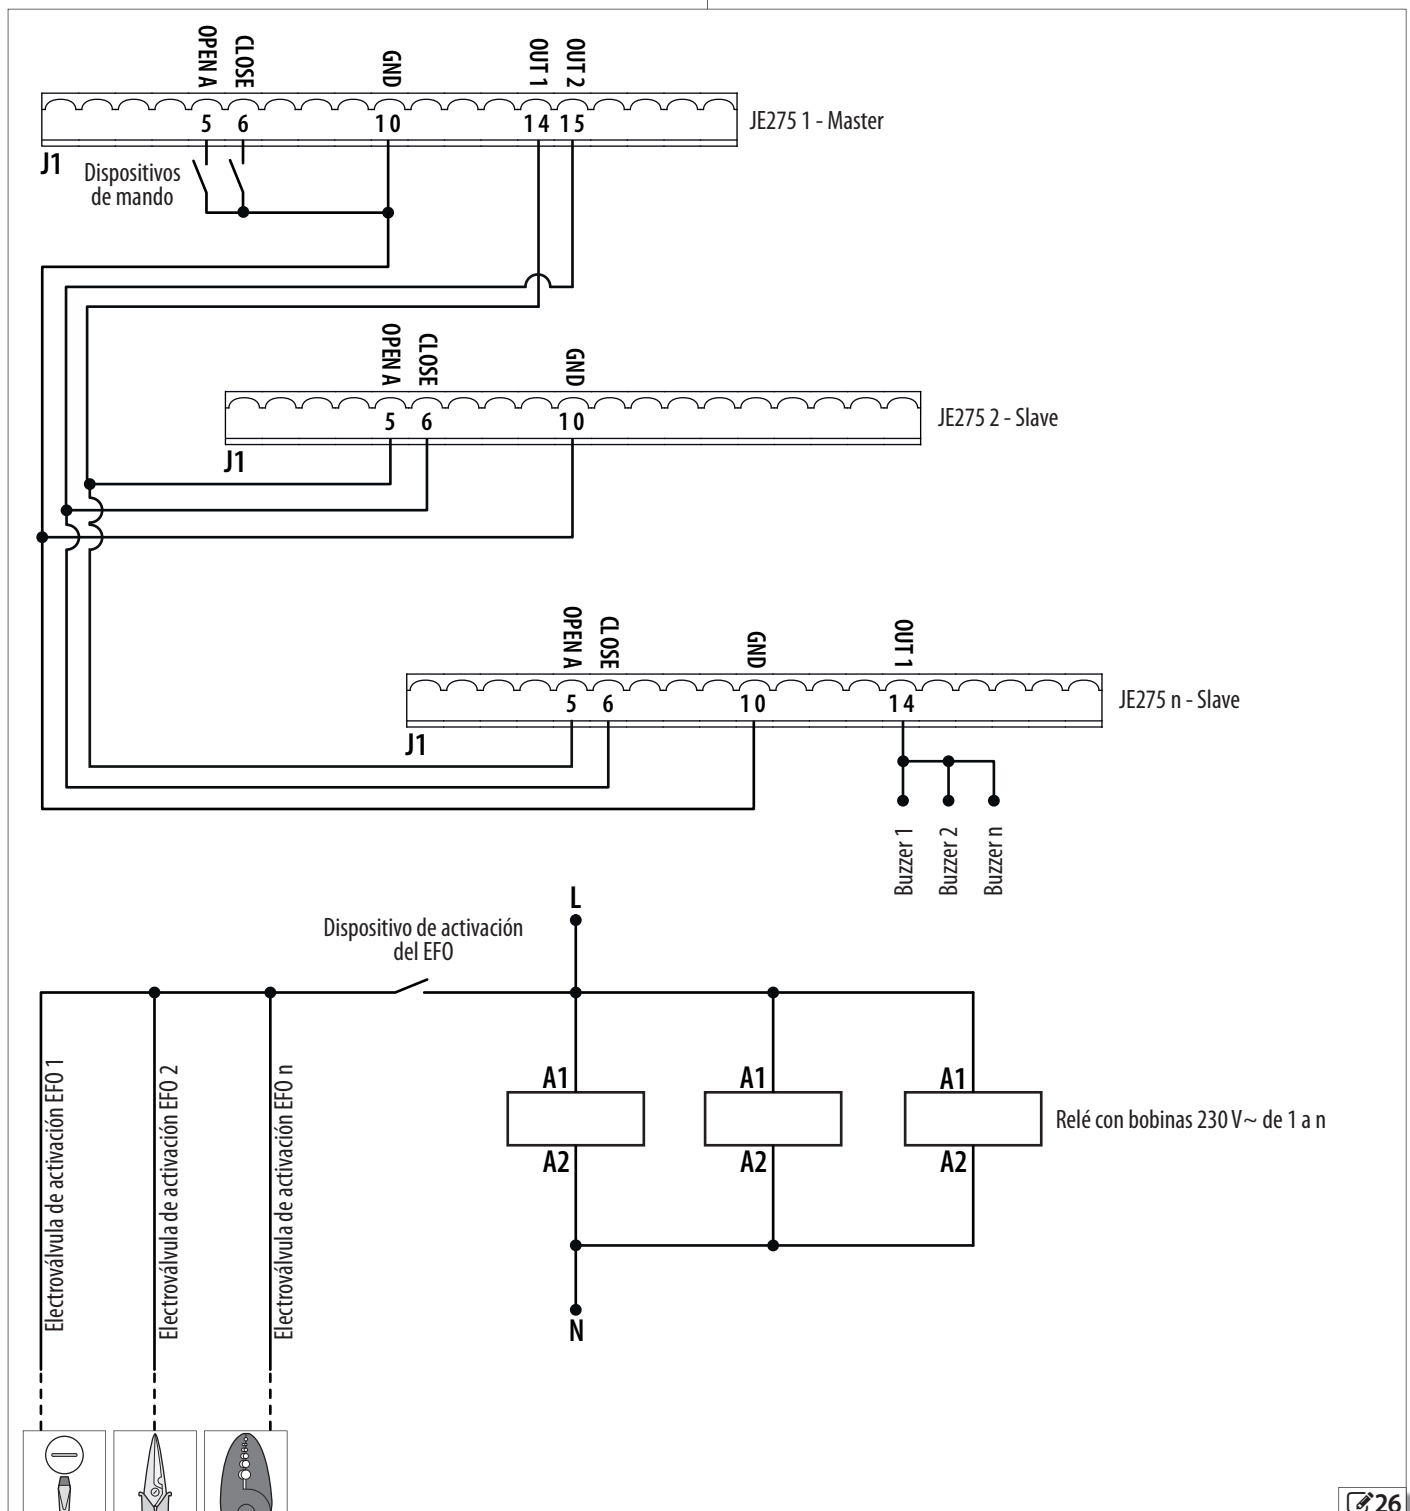 OPEN A
CLOSE
GND
OUT 1
OUT 2
5 6 10 14 15
JE275 1 - Master
J1
Dispositivos
de mando
OPEN A
CLOSE
GND
5 6 10
JE275 2 - Slave
J1
OPEN A
CLOSE
GND
OUT 1
5 6 10 14
JE275 n - Slave
J1
Buzzer 1
Buzzer 2
Buzzer n
L
Dispositivo de activación
del EFO
Electroválvula de activación EFO 1
Electroválvula de activación EFO 2
Electroválvula de activación EFO n
A1 A1 A1
Relé con bobinas 230 V~ de 1 a n
A2 A2 A2
N
26